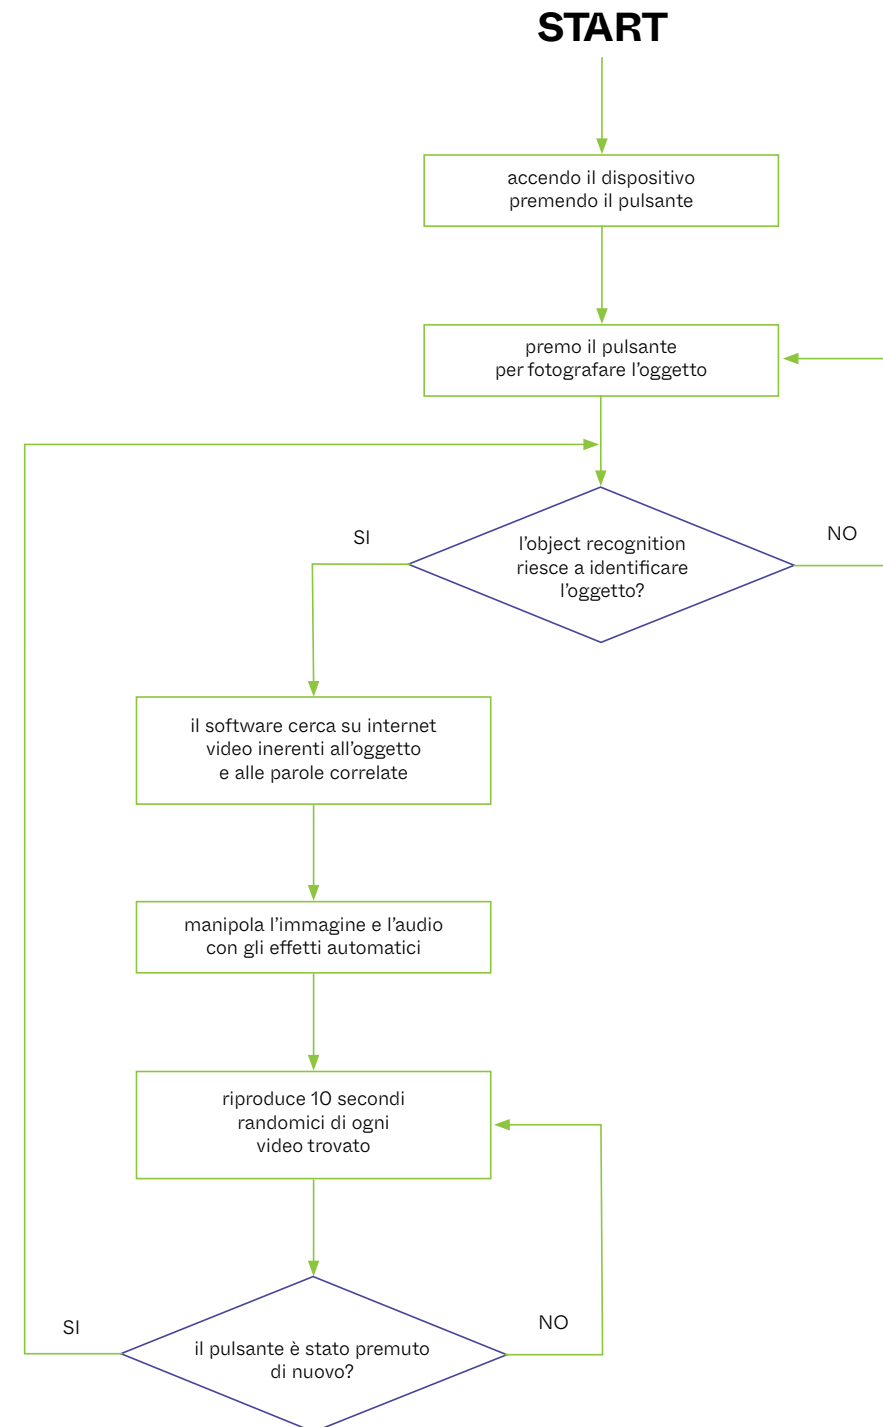 START
accendo il dispositivo
premendo il pulsante
premo il pulsante
per fotografare l’oggetto
SI
NO
l’object recognition
riesce a identificare
l’oggetto?
il software cerca su internet
video inerenti all’oggetto
e alle parole correlate
manipola l’immagine e l’audio
con gli effetti automatici
riproduce 10 secondi
randomici di ogni
video trovato
SI
NO
il pulsante è stato premuto
di nuovo?